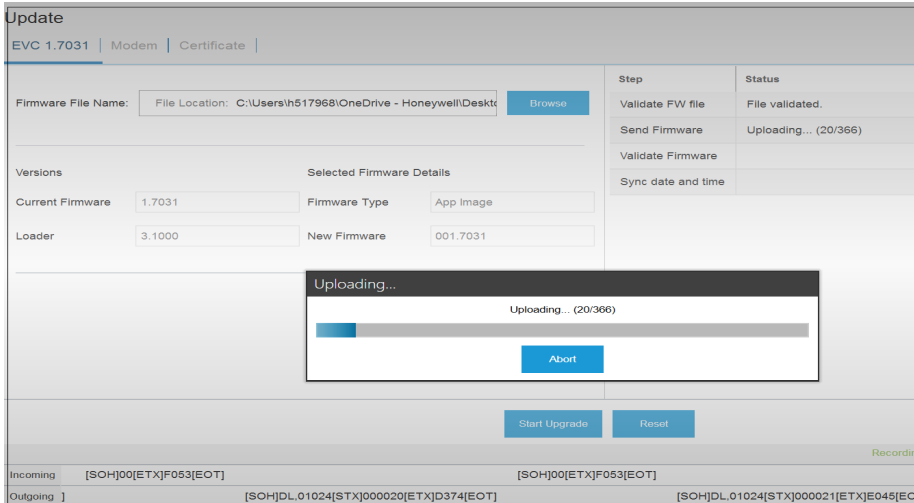 Update
EVC 1.7031 | Modem | Certificate |
Step Status
Firmware File Name: File Location: C:\Users\h517968\OneDrive - Honeywell\Deskto Browse
Validate FW file File validated.
Send Firmware Uploading... (20/366)
Validate Firmware
Versions Selected Firmware Details
Sync date and time
Current Firmware 1.7031 Firmware Type App Image
Loader 3.1000 New Firmware 001.7031
Uploading...
Uploading... (20/366)
Abort
Start Upgrade Reset
Recordin
Incoming [SOH]00[ETX]F053[EOT] [SOH]00[ETX]F053[EOT]
Outgoing ] [SOH]DL,01024[STX]000020[ETX]D374[EOT] [SOH]DL,01024[STX]000021[ETX]E045[EO